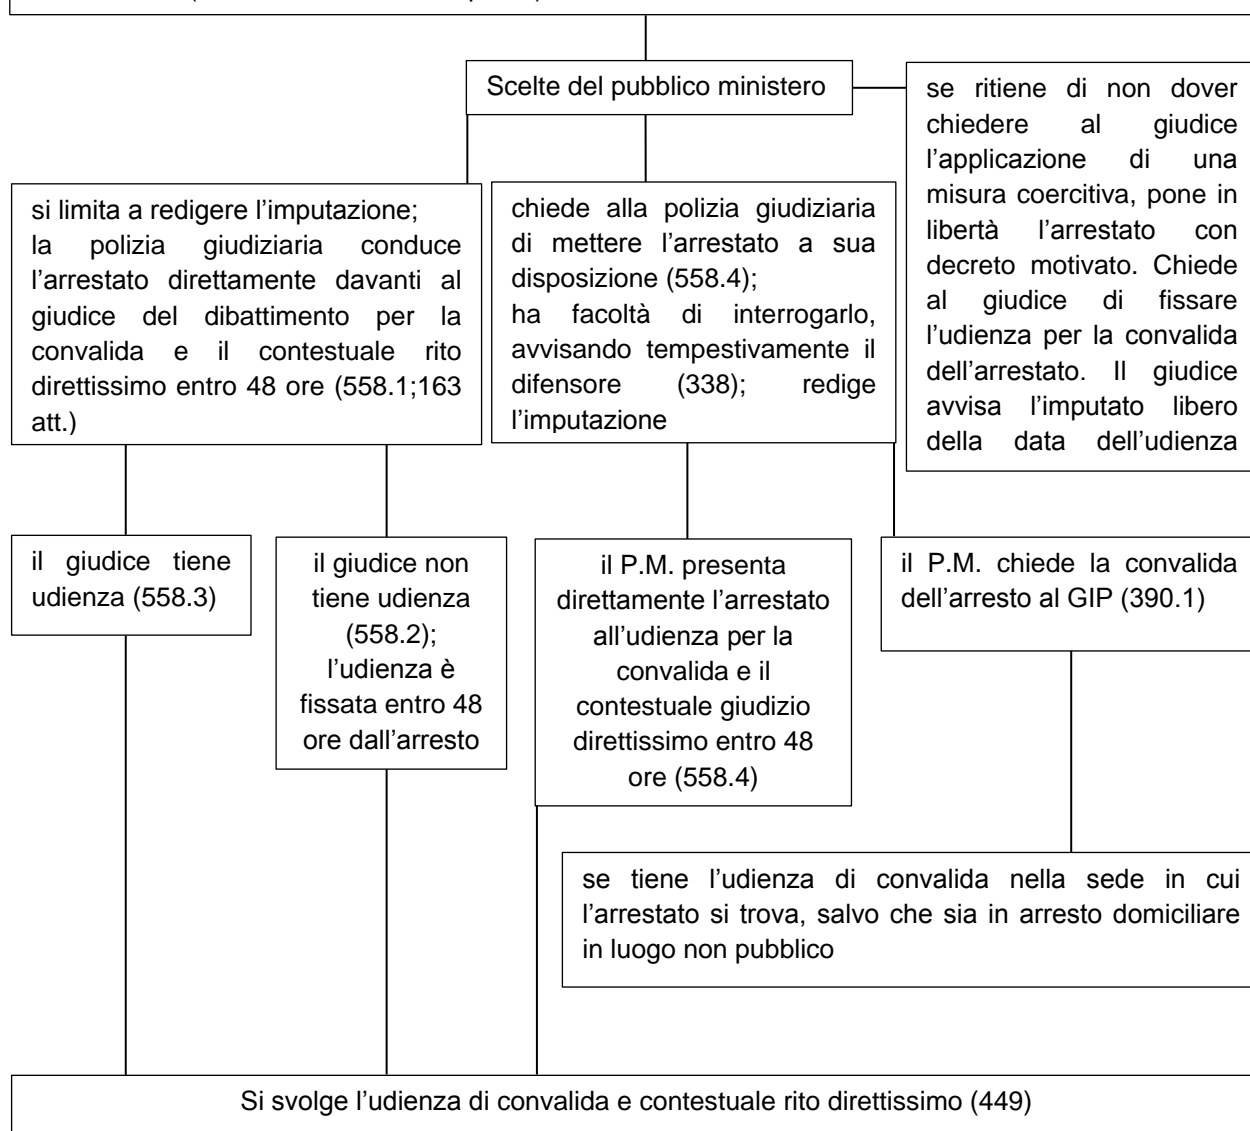 Scelte del pubblico ministero
se ritiene di non dover
chiedere al giudice
l’applicazione di una
misura coercitiva, pone in
libertà l’arrestato con
decreto motivato. Chiede
al giudice di fissare
l’udienza per la convalida
dell’arrestato. Il giudice
avvisa l’imputato libero
della data dell’udienza
si limita a redigere l’imputazione;
la polizia giudiziaria conduce
l’arrestato direttamente davanti al
giudice del dibattimento per la
convalida e il contestuale rito
direttissimo entro 48 ore (558.1;163
att.)
chiede alla polizia giudiziaria
di mettere l’arrestato a sua
disposizione (558.4);
ha facoltà di interrogarlo,
avvisando tempestivamente il
difensore (338); redige
l’imputazione
il giudice tiene
udienza (558.3)
il giudice non
tiene udienza
(558.2);
l’udienza è
fissata entro 48
ore dall’arresto
il P.M. presenta
direttamente l’arrestato
all’udienza per la
convalida e il
contestuale giudizio
direttissimo entro 48
ore (558.4)
il P.M. chiede la convalida
dell’arresto al GIP (390.1)
se tiene l’udienza di convalida nella sede in cui
l’arrestato si trova, salvo che sia in arresto domiciliare
in luogo non pubblico
Si svolge l’udienza di convalida e contestuale rito direttissimo (449)